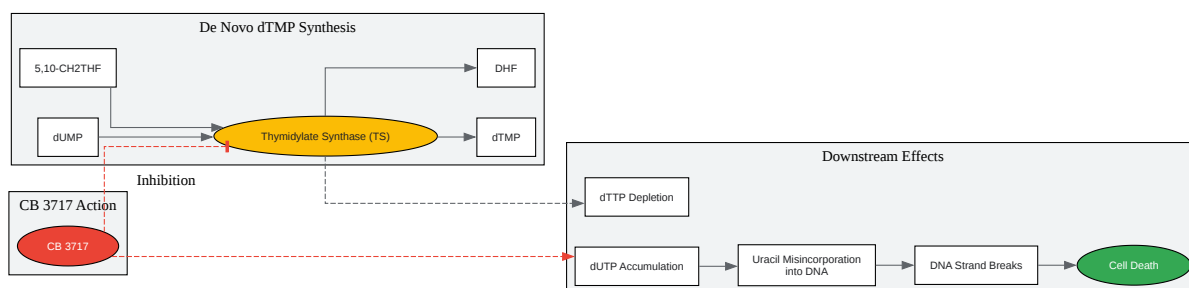 De Novo dTMP Synthesis
5,10-CH2THF
DHF
dUMP
Thymidylate Synthase (TS)
dTMP
Inhibition
CB 3717 Action
CB 3717
Downstream Effects
dTTP Depletion
dUTP Accumulation
Uracil Misincorporation
into DNA
DNA Strand Breaks
Cell Death